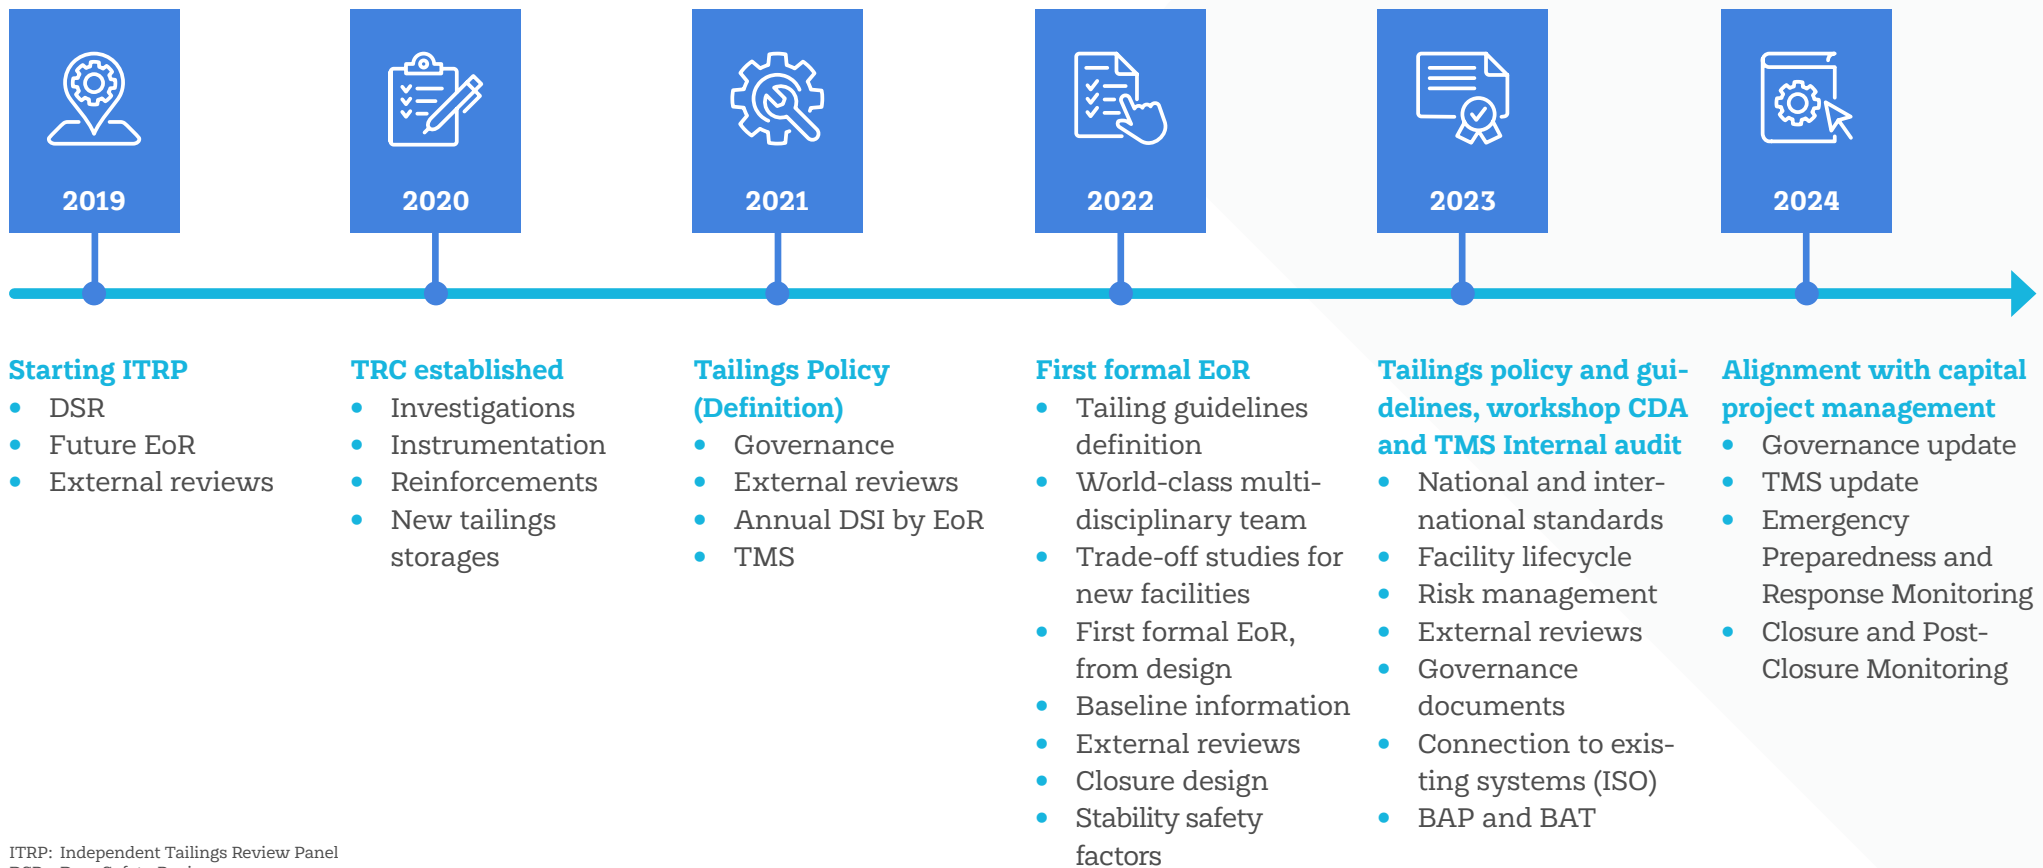 2019
2020
2021
2022
2023
2024
Starting ITRP
• DSR
• Future EoR
• External reviews
TRC established
• Investigations
• Instrumentation
• Reinforcements
• New tailings
storages
Tailings Policy
(Definition)
• Governance
• External reviews
• Annual DSI by EoR
• TMS
First formal EoR
• Tailing guidelines
definition
• World-class multi-
disciplinary team
• Trade-off studies for
new facilities
• First formal EoR,
from design
• Baseline information
• External reviews
• Closure design
• Stability safety
factors
Tailings policy and gui-
delines, workshop CDA
and TMS Internal audit
• National and inter-
national standards
• Facility lifecycle
• Risk management
• External reviews
• Governance
documents
• Connection to exis-
ting systems (ISO)
• BAP and BAT
Alignment with capital
project management
• Governance update
• TMS update
• Emergency
Preparedness and
Response Monitoring
• Closure and Post-
Closure Monitoring
ITRP: Independent Tailings Review Panel